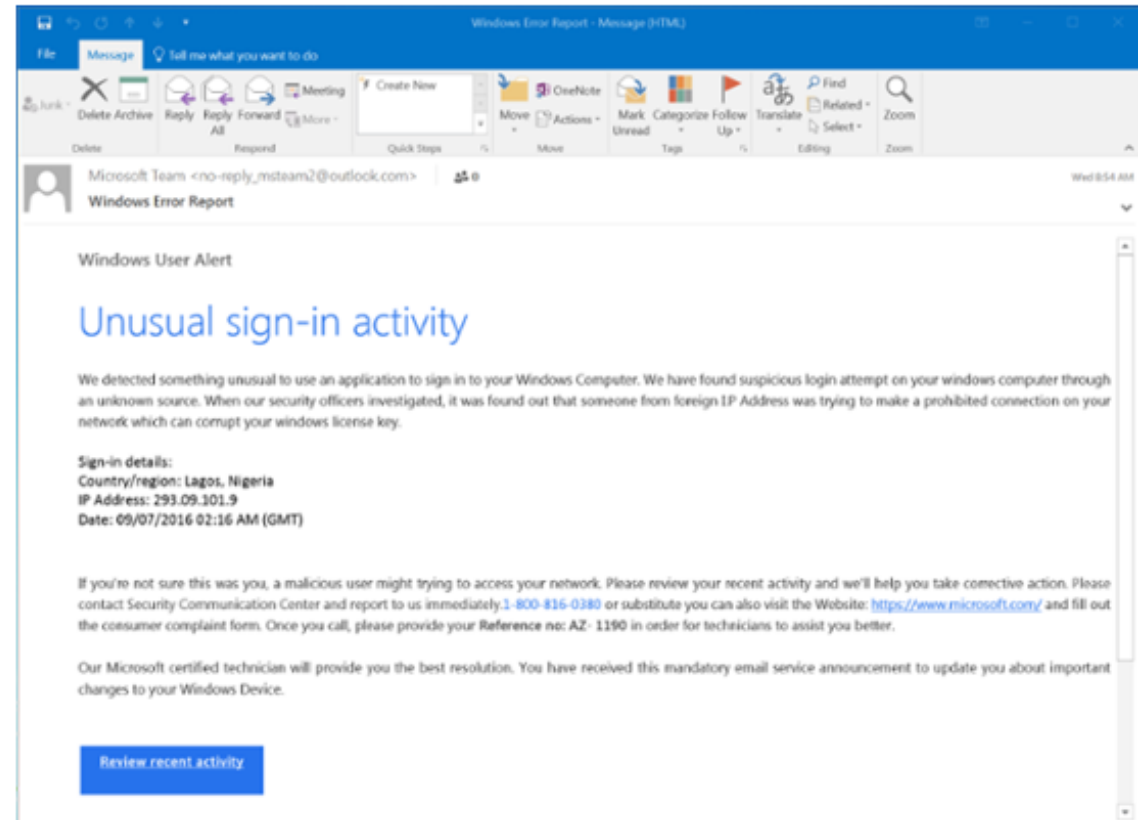 Windows Error Report - Message (HTML)
File Message Tell me what you want to do
Junk
Delete Archive
Reply Reply All Forward
Meeting
More
Create New
Move
OneNote
Actions
Mark Unread Categorize Follow Up
Translate
Find
Related
Select
Zoom
Delete Respond Quick Steps Move Tags Editing Zoom
Microsoft Team <no-reply_msteam2@outlook.com> 0 Wed 8:54 AM
Windows Error Report
Windows User Alert
Unusual sign-in activity
We detected something unusual to use an application to sign in to your Windows Computer. We have found suspicious login attempt on your windows computer through
an unknown source. When our security officers investigated, it was found out that someone from foreign IP Address was trying to make a prohibited connection on your
network which can corrupt your windows license key.
Sign-in details:
Country/region: Lagos, Nigeria
IP Address: 293.09.101.9
Date: 09/07/2016 02:16 AM (GMT)
If you're not sure this was you, a malicious user might trying to access your network. Please review your recent activity and we'll help you take corrective action. Please
contact Security Communication Center and report to us immediately.1-800-816-0380 or substitute you can also visit the Website: https://www.microsoft.com/ and fill out
the consumer complaint form. Once you call, please provide your Reference no: AZ- 1190 in order for technicians to assist you better.
Our Microsoft certified technician will provide you the best resolution. You have received this mandatory email service announcement to update you about important
changes to your Windows Device.
Review recent activity